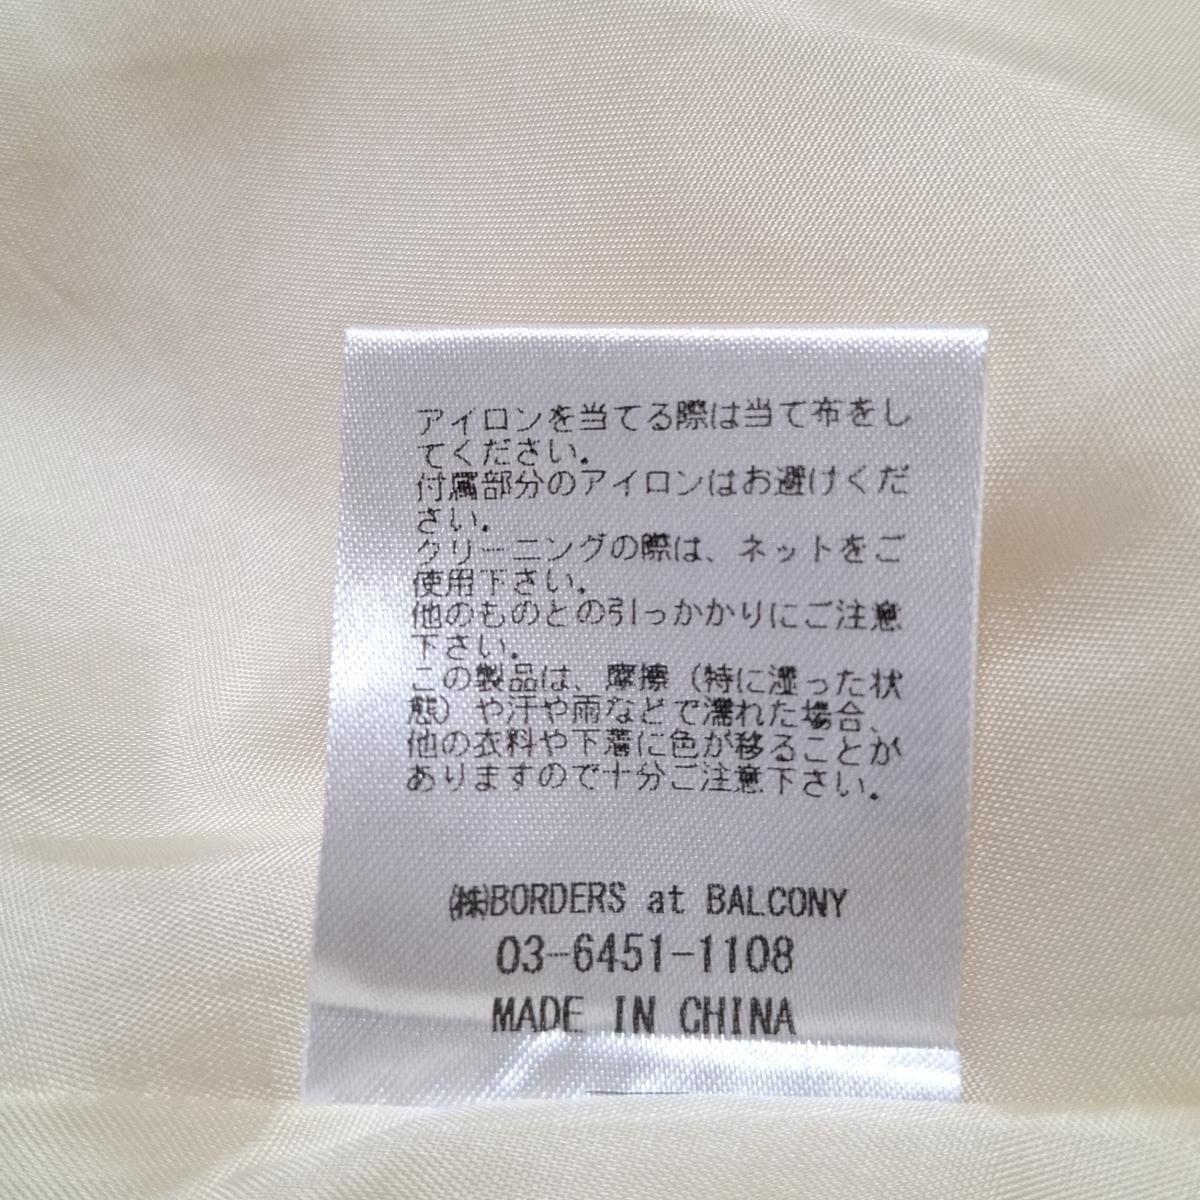 アイロンを当てる際は当て布をし
てください。
付属部分のアイロンはお避けくだ
さい。
クリーニングの際は、ネットをご
使用下さい。
他のものとの引っかかりにご注意
下さい。
この製品は、摩擦（特に湿った状
態）や汗や雨などで濡れた場合、
他の衣料や下着に色が移ることが
ありますので十分ご注意下さい。
㈱BORDERS at BALCONY
03-6451-1108
MADE IN CHINA